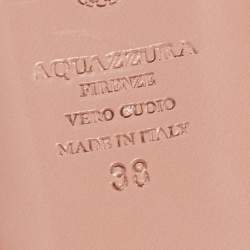 AQUAZZURA
FIRENZE
VERO CUOIO
MADE IN ITALY
38